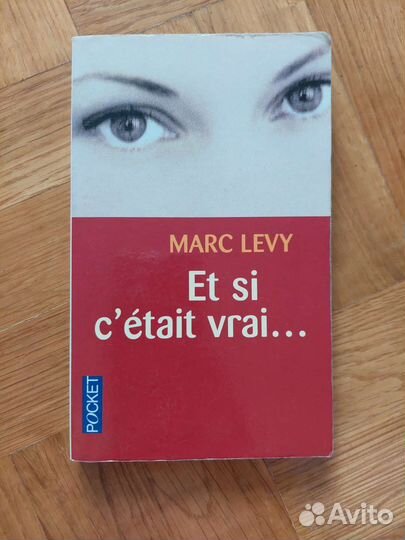 MARC LEVY
Et si
c'était vrai...
POCKET
Avito